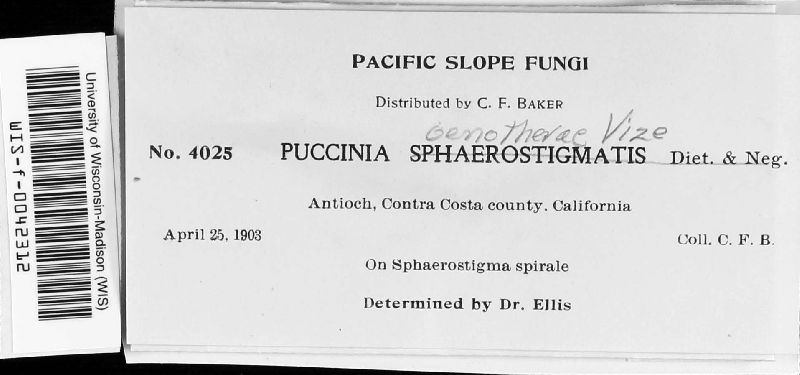 University of Wisconsin-Madison (WIS)
WIS-f-0042312
PACIFIC SLOPE FUNGI
Distributed by C. F. BAKER
oenotherae Vize
No. 4025 PUCCINIA SPHAEROSTIGMATIS Diet. & Neg.
Antioch, Contra Costa county, California
April 25, 1903 Coll. C. F. B.
On Sphaerostigma spirale
Determined by Dr. Ellis